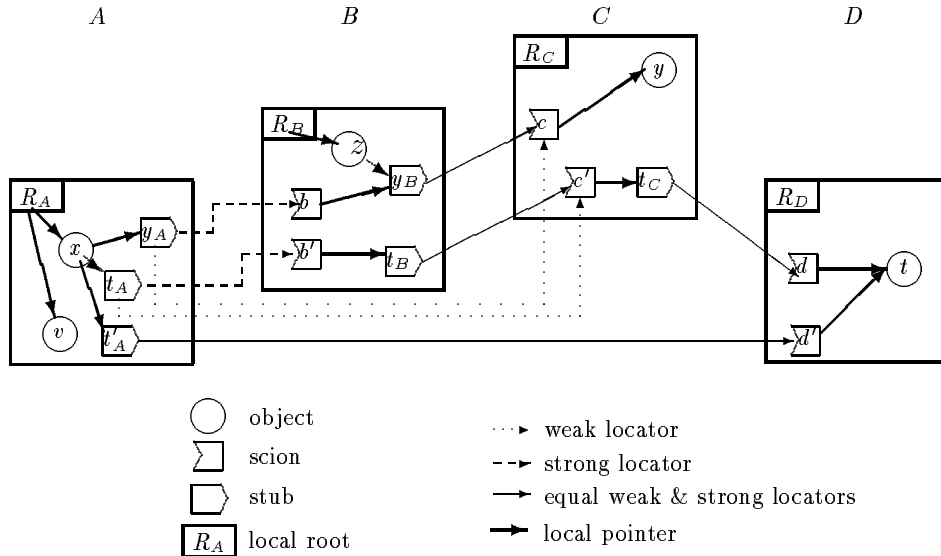 A B C D
R_C y
c
R_B z
y_B
c' t_C
R_A b R_D
x y_A
b' t_B d t
t_A
v t'_A d'
object
scion
stub
R_A local root
weak locator
strong locator
equal weak & strong locators
local pointer